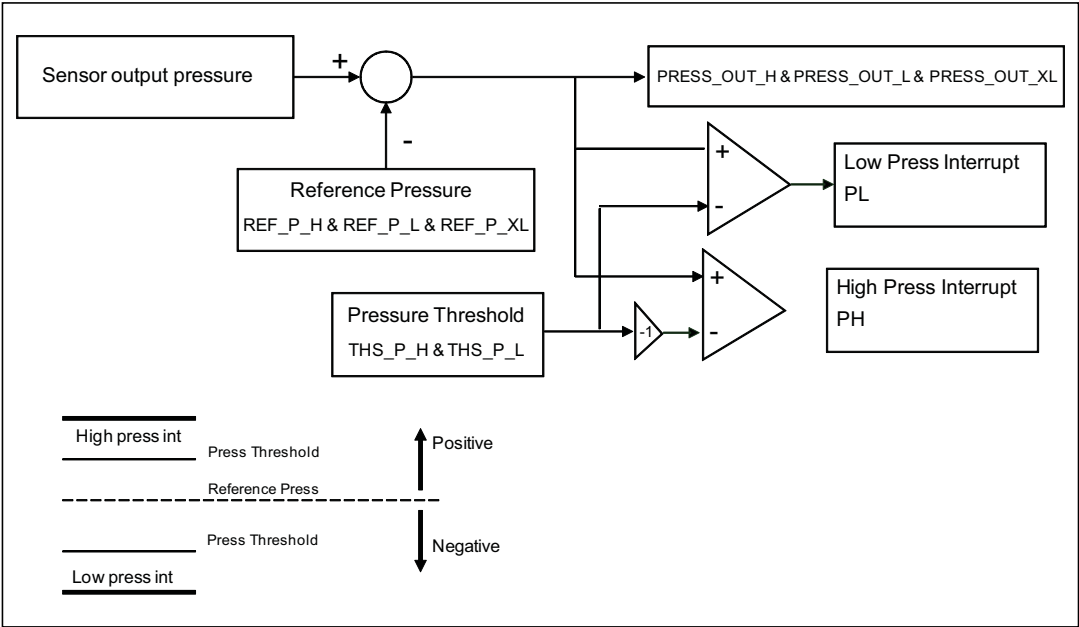 Sensor output pressure
+
-
PRESS_OUT_H & PRESS_OUT_L & PRESS_OUT_XL
Reference Pressure
REF_P_H & REF_P_L & REF_P_XL
+
-
Low Press Interrupt
PL
Pressure Threshold
THS_P_H & THS_P_L
-1
+
-
High Press Interrupt
PH
High press int
Press Threshold
Reference Press
Press Threshold
Low press int
Positive
Negative